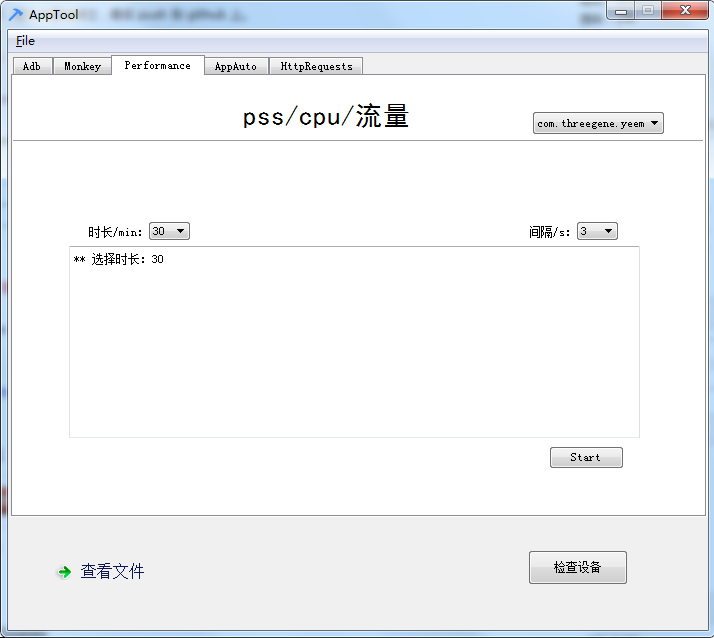 AppTool
File
Adb Monkey Performance AppAuto HttpRequests
pss/cpu/流量
com.threegene.yeem
时长/min: 30 间隔/s: 3
** 选择时长: 30
Start
查看文件 检查设备